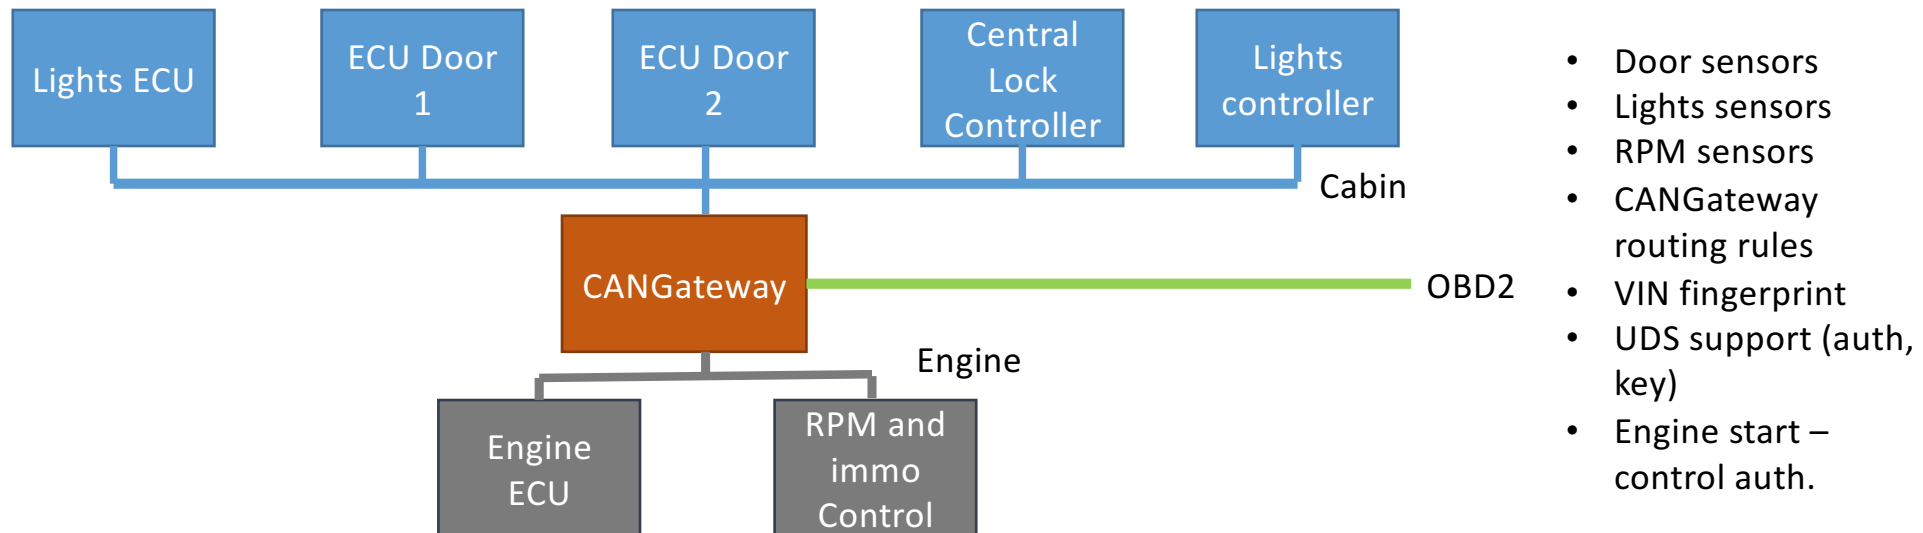 Lights ECU
ECU Door
1
ECU Door
2
Central
Lock
Controller
Lights
controller
Cabin
CANGateway
OBD2
Engine
Engine
ECU
RPM and
immo
Control
• Door sensors
• Lights sensors
• RPM sensors
• CANGateway
routing rules
• VIN fingerprint
• UDS support (auth,
key)
• Engine start –
control auth.